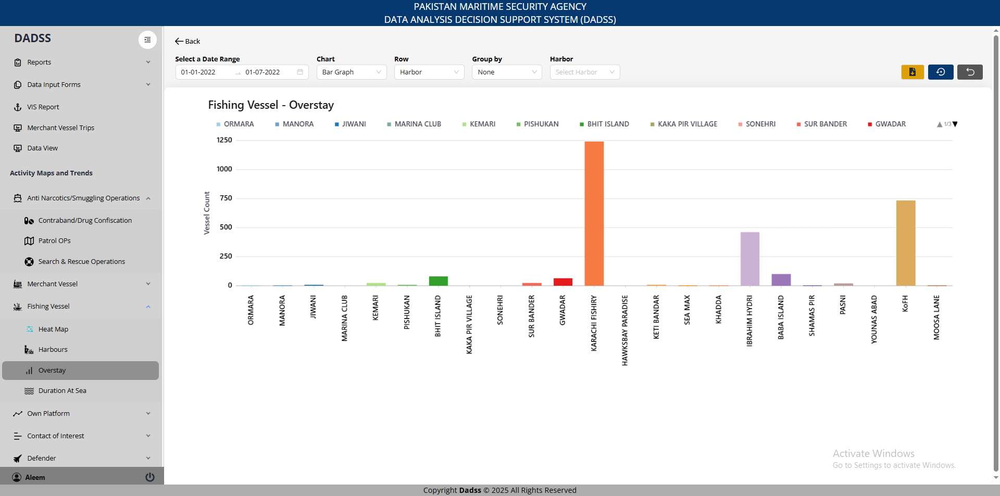 PAKISTAN MARITIME SECURITY AGENCY
DATA ANALYSIS DECISION SUPPORT SYSTEM (DADSS)
DADSS
Reports
Data Input Forms
VIS Report
Merchant Vessel Trips
Data View
Activity Maps and Trends
Anti Narcotics/Smuggling Operations
Contraband/Drug Confiscation
Patrol OPs
Search & Rescue Operations
Merchant Vessel
Fishing Vessel
Heat Map
Harbours
Overstay
Duration At Sea
Own Platform
Contact of Interest
Defender
Aleem
Back
Select a Date Range Chart Row Group by Harbor
01-01-2022 01-07-2022 Bar Graph Harbor None Select Harbor
Fishing Vessel - Overstay
ORMARA MANORA JIWANI MARINA CLUB KEMARI PISHUKAN BHIT ISLAND KAKA PIR VILLAGE SONEHRI SUR BANDER GWADAR 1/3
1250
1000
750
500
250
0
Vessel Count
ORMARA
MANORA
JIWANI
MARINA CLUB
KEMARI
PISHUKAN
BHIT ISLAND
KAKA PIR VILLAGE
SONEHRI
SUR BANDER
GWADAR
KARACHI FISHIRY
HAWKSBAY PARADISE
KETI BANDAR
SEA MAX
KHADDA
IBRAHIM HYDRI
BABA ISLAND
SHAMAS PIR
PASNI
YOUNAS ABAD
KoFH
MOOSA LANE
Activate Windows
Go to Settings to activate Windows.
Copyright Dadss © 2025 All Rights Reserved